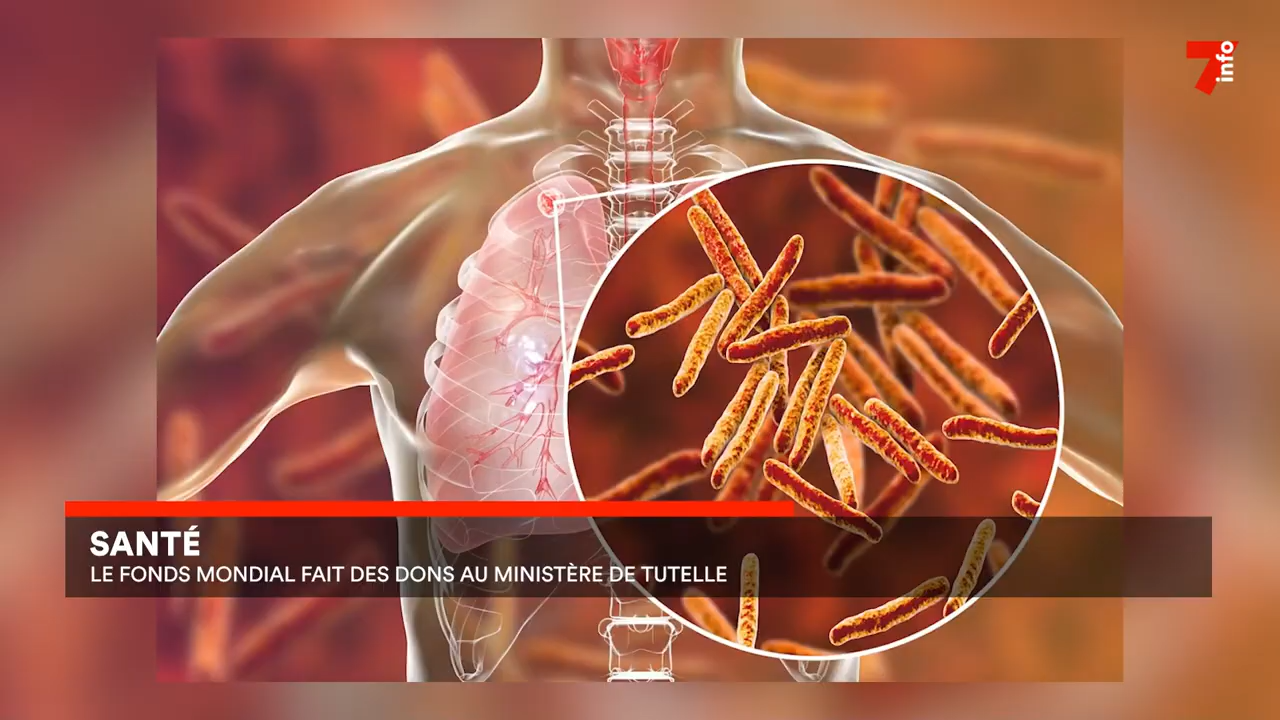 7info
SANTÉ
LE FONDS MONDIAL FAIT DES DONS AU MINISTÈRE DE TUTELLE